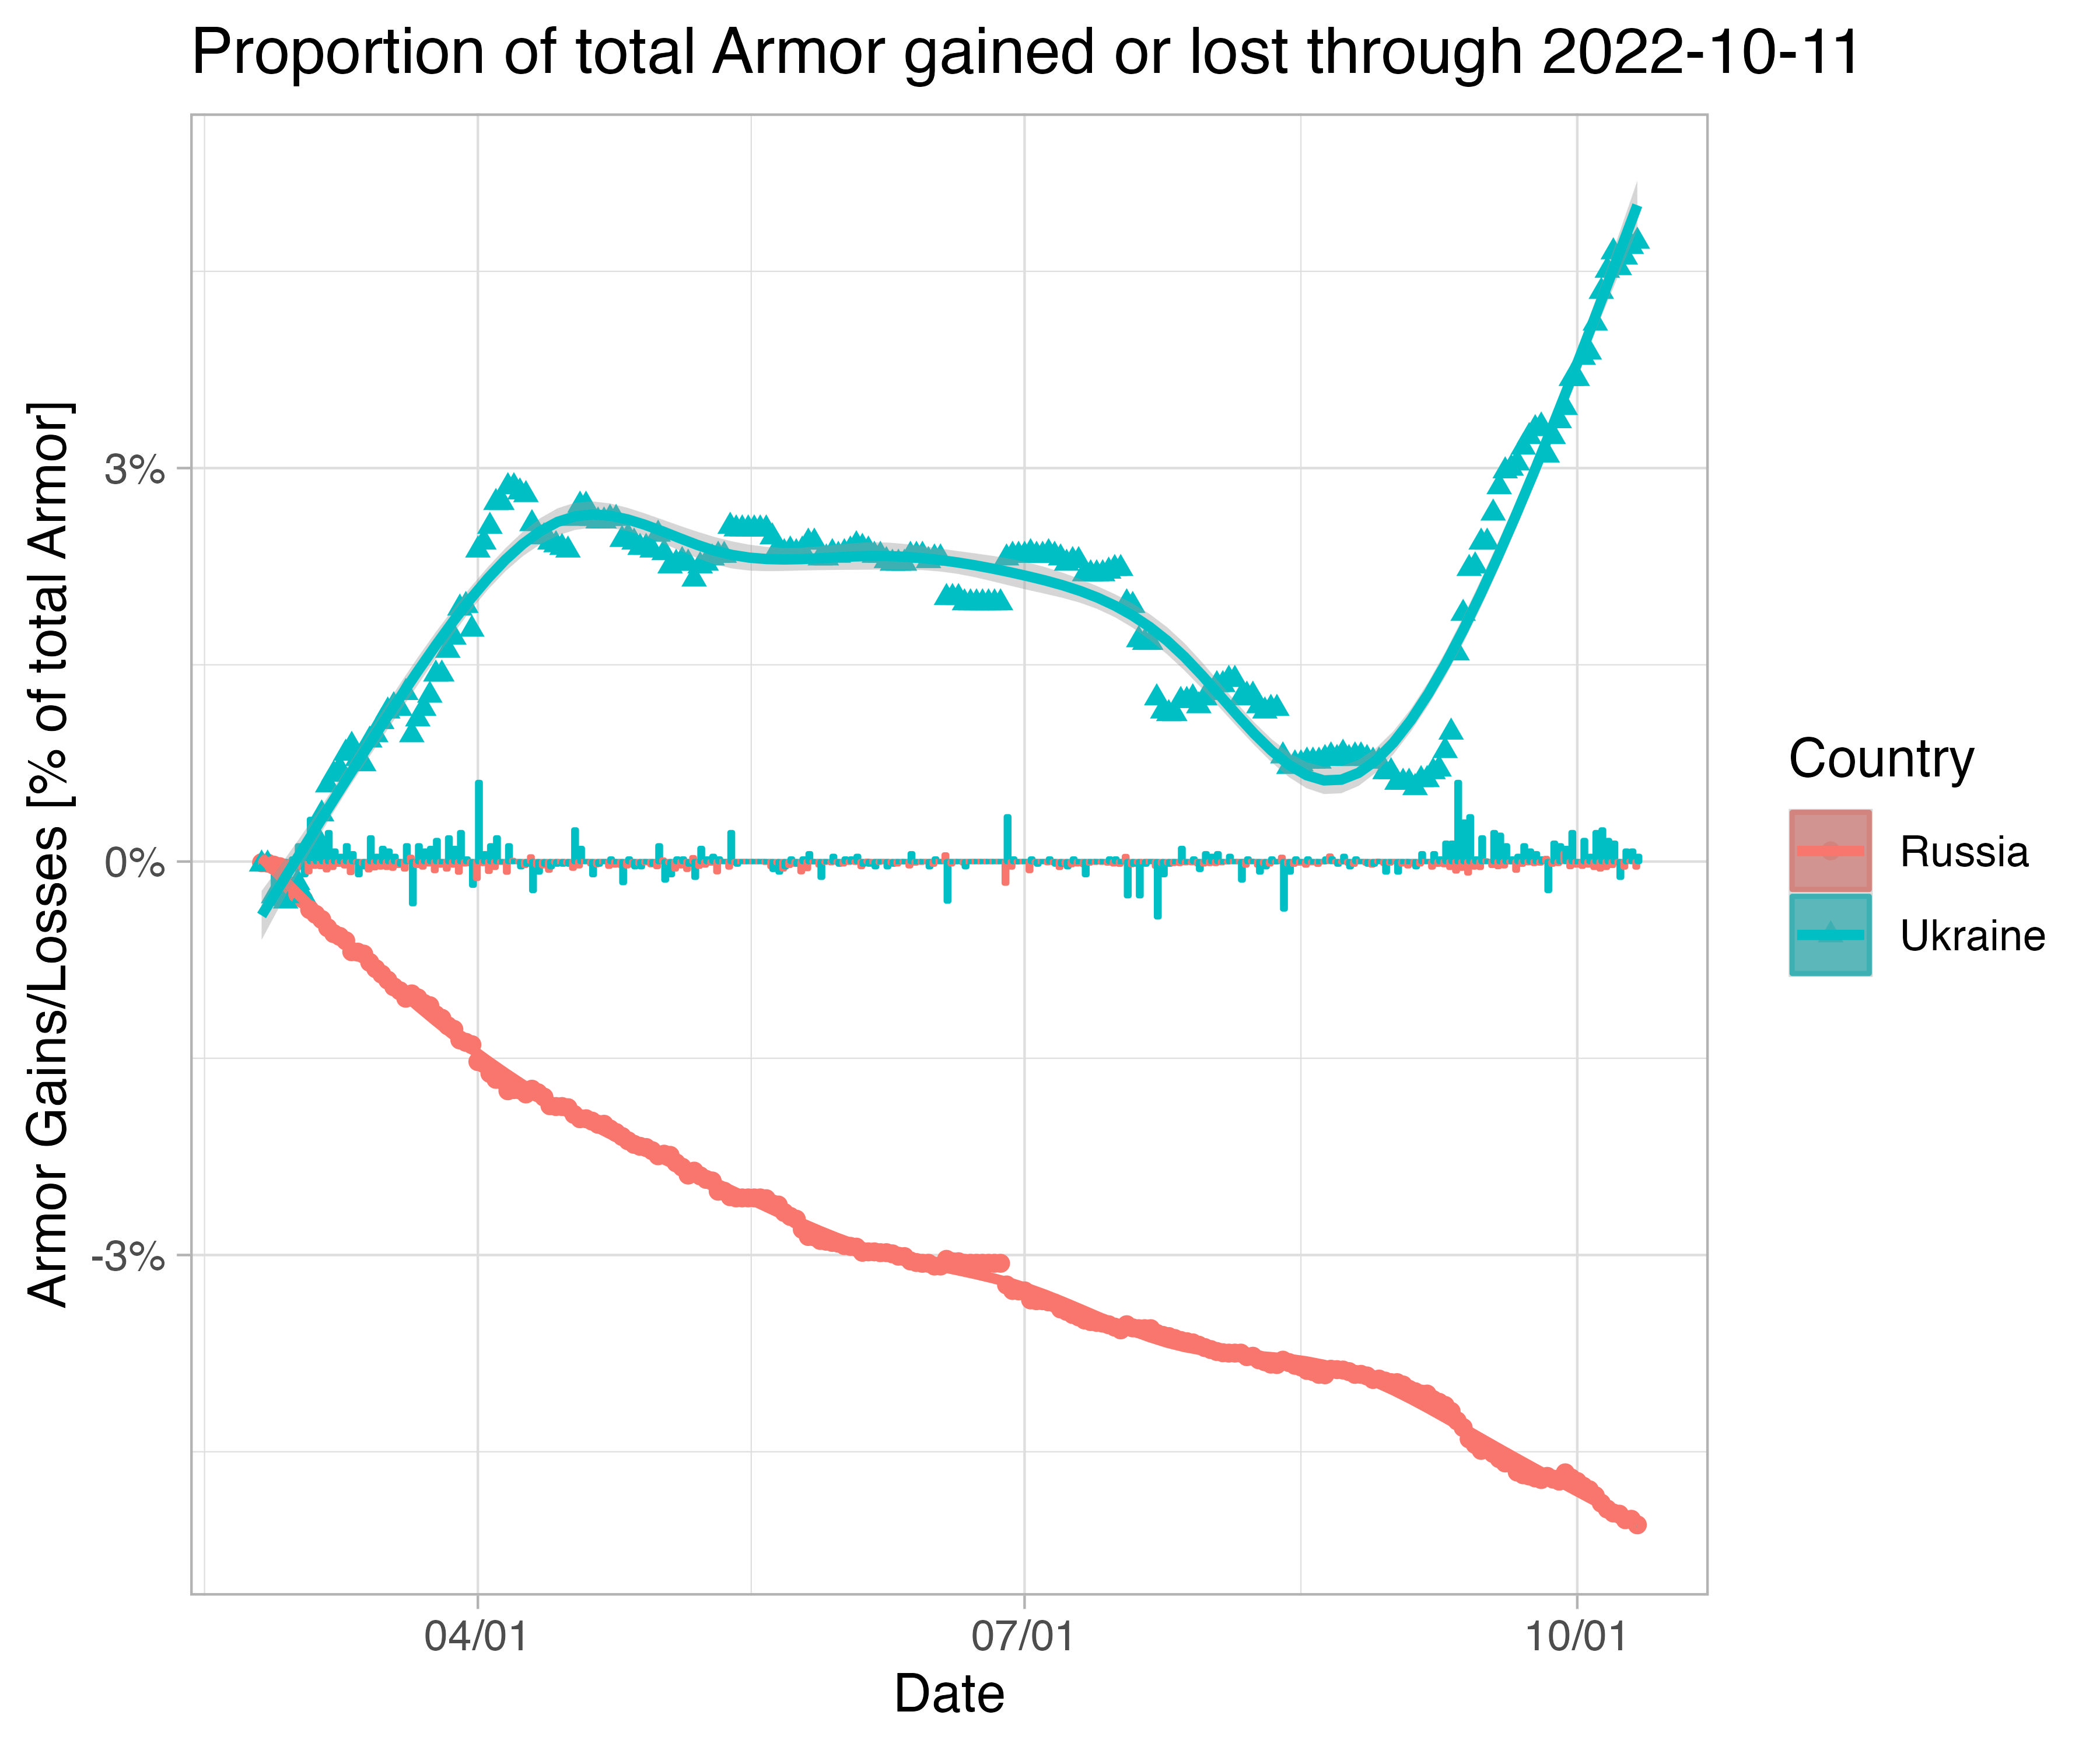 Proportion of total Armor gained or lost through 2022-10-11
Armor Gains/Losses [% of total Armor]
3%
0%
-3%
04/01
07/01
10/01
Date
Country
Russia
Ukraine